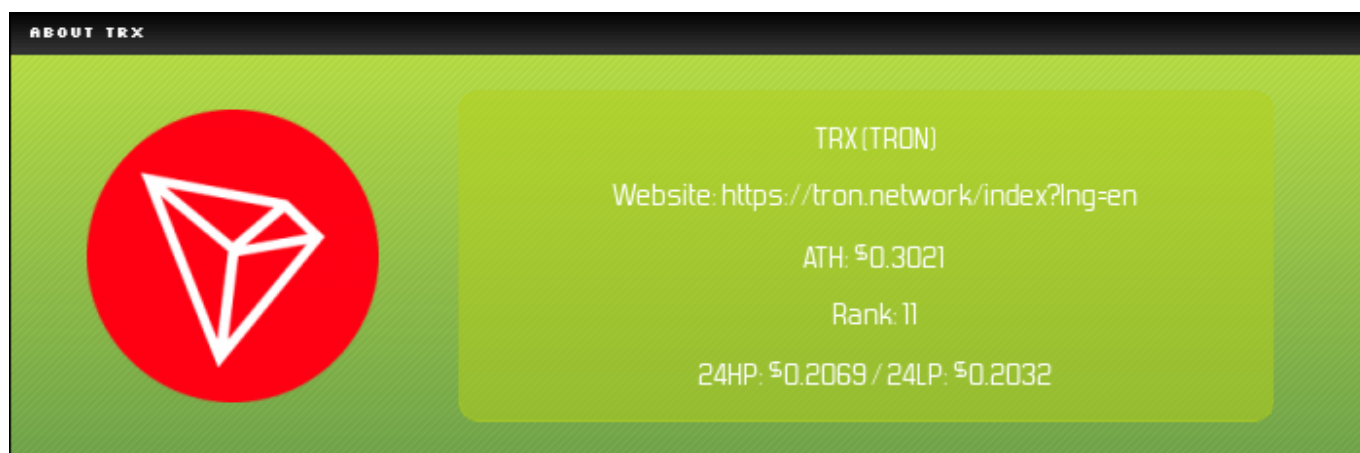 ABOUT TRX
TRX (TRON)
Website: https://tron.network/index?lng=en
ATH: $0.3021
Rank: 11
24HP: $0.2069 / 24LP: $0.2032